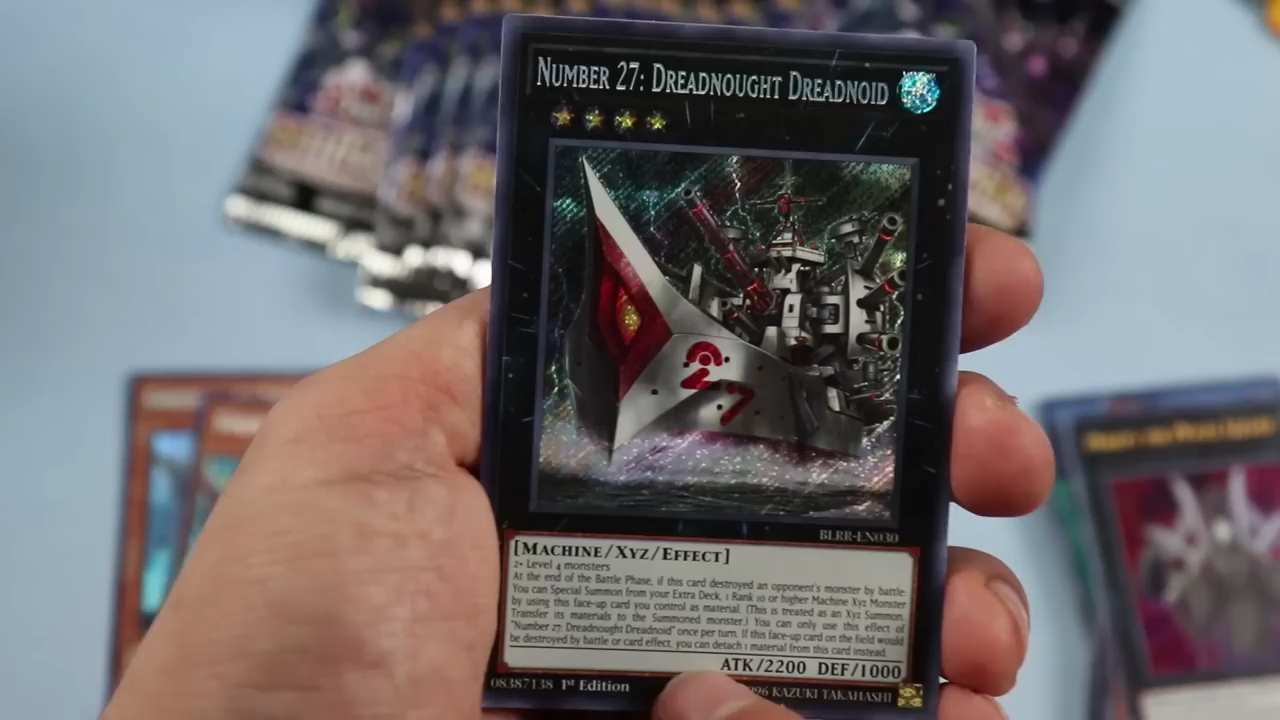 NUMBER 27: DREADNOUGHT DREADNOID
27
BLRR-EN030
[MACHINE/XYZ/EFFECT]
2+ Level 4 monsters
At the end of the Battle Phase, if this card destroyed an opponent's monster by battle:
You can Special Summon from your Extra Deck, 1 Rank 10 or higher Machine Xyz Monster
by using this face-up card you control as material. (This is treated as an Xyz Summon.
Transfer its materials to the Summoned monster.) You can only use this effect of
"Number 27: Dreadnought Dreadnoid" once per turn. If this face-up card on the field would
be destroyed by battle or card effect, you can detach 1 material from this card instead.
ATK/2200 DEF/1000
08387138 1st Edition 996 KAZUKI TAKAHASHI